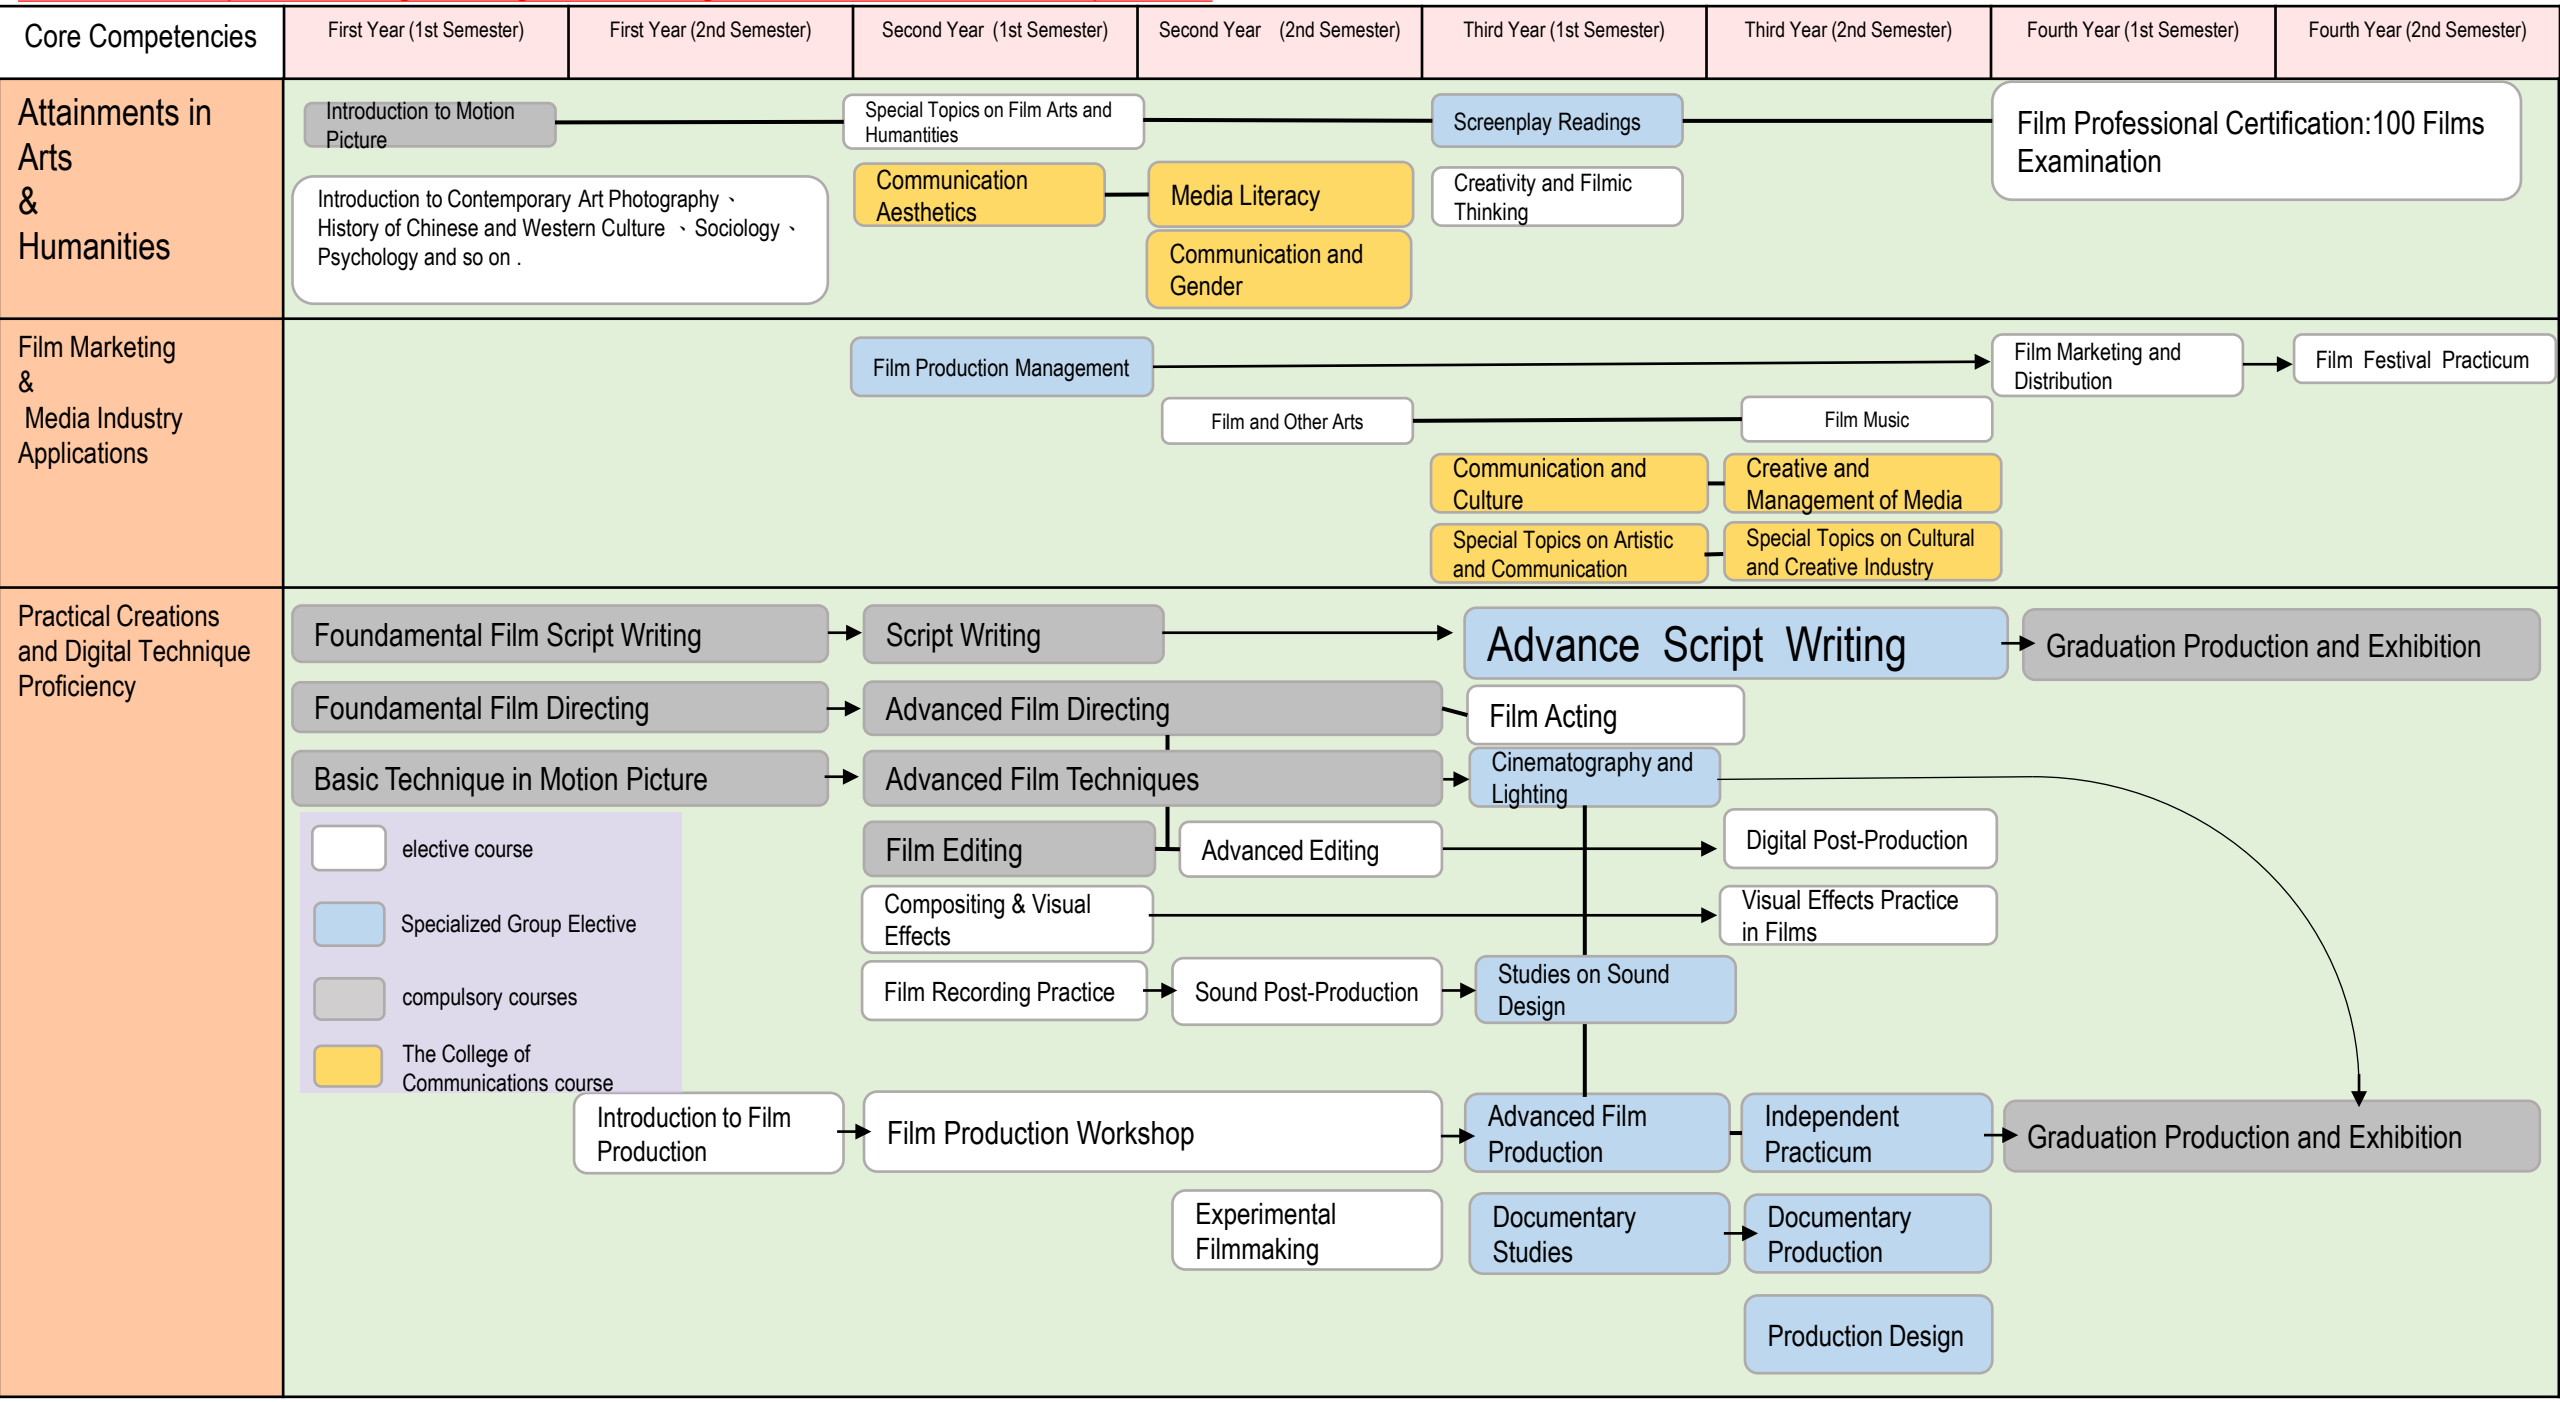 Core Competencies
First Year (1st Semester)
First Year (2nd Semester)
Second Year (1st Semester)
Second Year (2nd Semester)
Third Year (1st Semester)
Third Year (2nd Semester)
Fourth Year (1st Semester)
Fourth Year (2nd Semester)
Attainments in
Arts
&
Humanities
Introduction to Motion
Picture
Special Topics on Film Arts and
Humantities
Screenplay Readings
Film Professional Certification:100 Films
Examination
Introduction to Contemporary Art Photography、
History of Chinese and Western Culture 、Sociology、
Psychology and so on .
Communication
Aesthetics
Media Literacy
Creativity and Filmic
Thinking
Communication and
Gender
Film Marketing
&
Media Industry
Applications
Film Production Management
Film Marketing and
Distribution
Film Festival Practicum
Film and Other Arts
Film Music
Communication and
Culture
Creative and
Management of Media
Special Topics on Artistic
and Communication
Special Topics on Cultural
and Creative Industry
Practical Creations
and Digital Technique
Proficiency
Foundamental Film Script Writing
Script Writing
Advance Script Writing
Graduation Production and Exhibition
Foundamental Film Directing
Advanced Film Directing
Film Acting
Basic Technique in Motion Picture
Advanced Film Techniques
Cinematography and
Lighting
elective course
Film Editing
Advanced Editing
Digital Post-Production
Specialized Group Elective
Compositing & Visual
Effects
Visual Effects Practice
in Films
compulsory courses
Film Recording Practice
Sound Post-Production
Studies on Sound
Design
The College of
Communications course
Introduction to Film
Production
Film Production Workshop
Advanced Film
Production
Independent
Practicum
Graduation Production and Exhibition
Experimental
Filmmaking
Documentary
Studies
Documentary
Production
Production Design